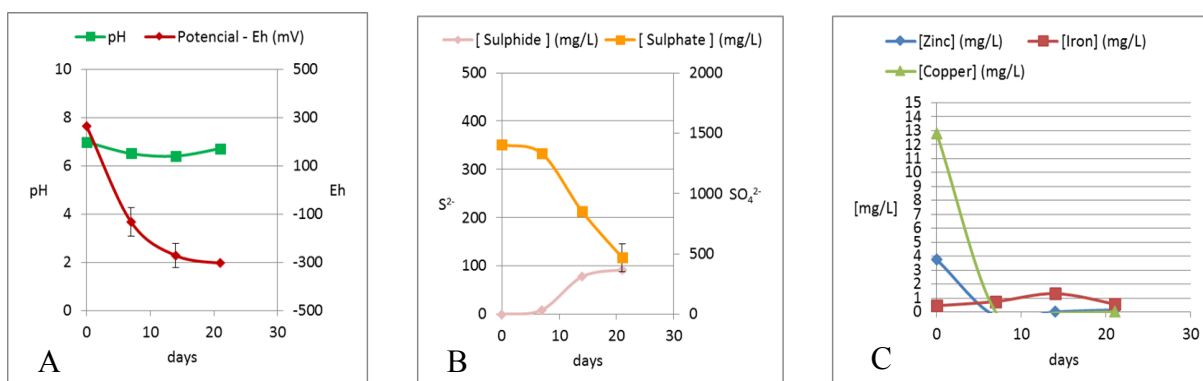 pH Potencial - Eh (mV)
10 500
8 300
6 100
pH Eh
4 -100
2 -300
0 -500
0 10 20 30
days
A
[ Sulphide ] (mg/L) [ Sulphate ] (mg/L)
500 2000
400 1500
300
S2- 1000 SO42-
200
500
100
0 0
0 10 20 30
days
B
[Zinc] (mg/L) [Iron] (mg/L)
[Copper] (mg/L)
15
14
13
12
11
10
9
8
[mg/L] 7
6
5
4
3
2
1
0
0 10 20 30
days
C